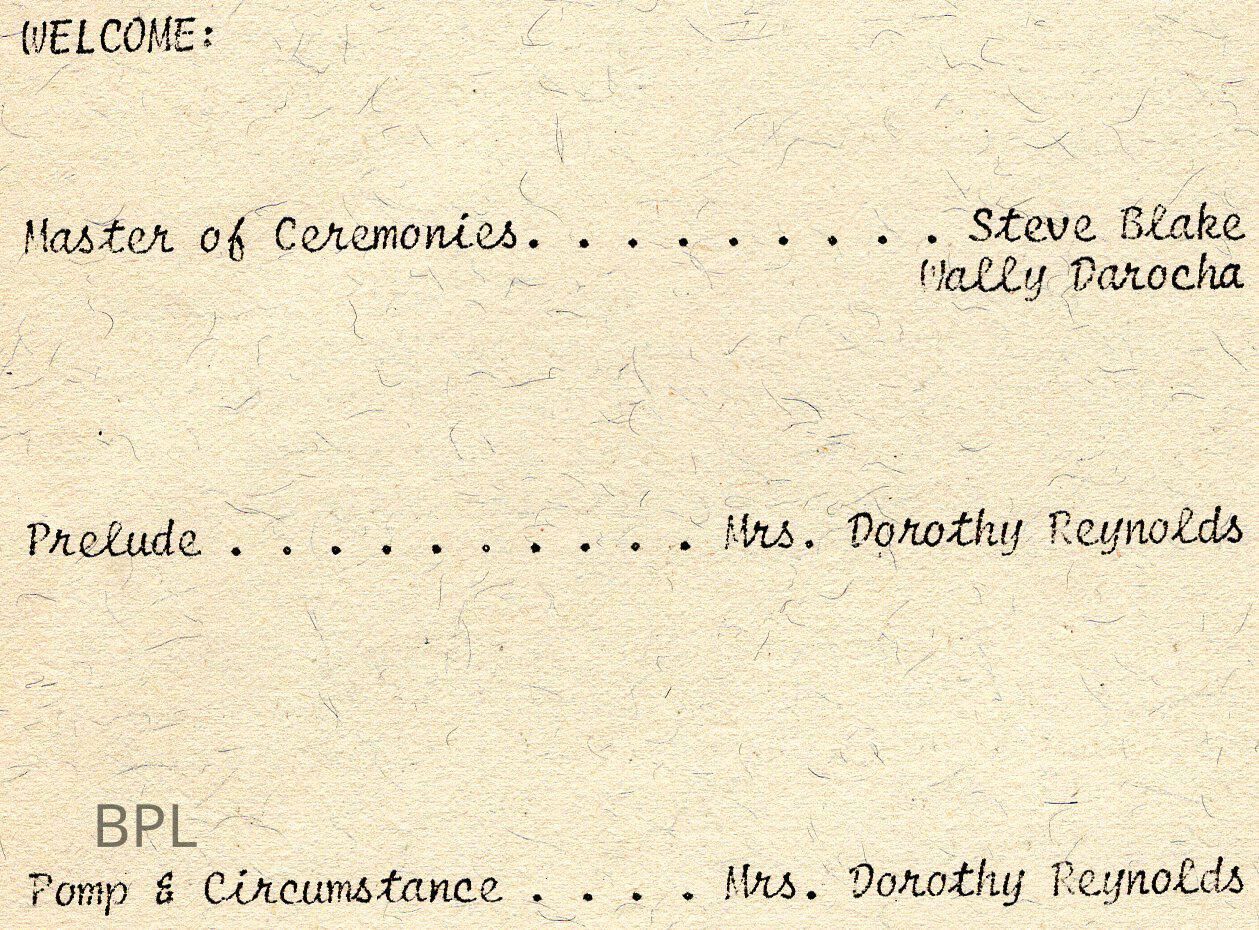 WELCOME:
Master of Ceremonies. . . . . . . . . Steve Blake
Wally Darocha
Prelude . . . . . . . . . . Mrs. Dorothy Reynolds
BPL
Pomp & Circumstance . . . . Mrs. Dorothy Reynolds